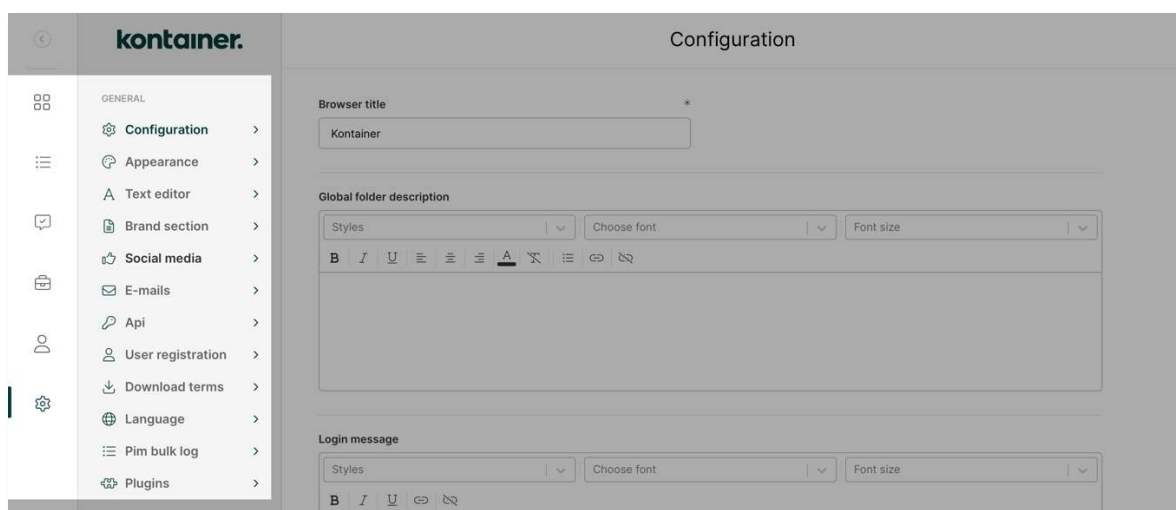 kontainer.
Configuration
GENERAL
Configuration
Appearance
Text editor
Brand section
Social media
E-mails
Api
User registration
Download terms
Language
Pim bulk log
Plugins
Browser title *
Kontainer
Global folder description
Styles Choose font Font size
B I U A T
Login message
Styles Choose font Font size
B I U